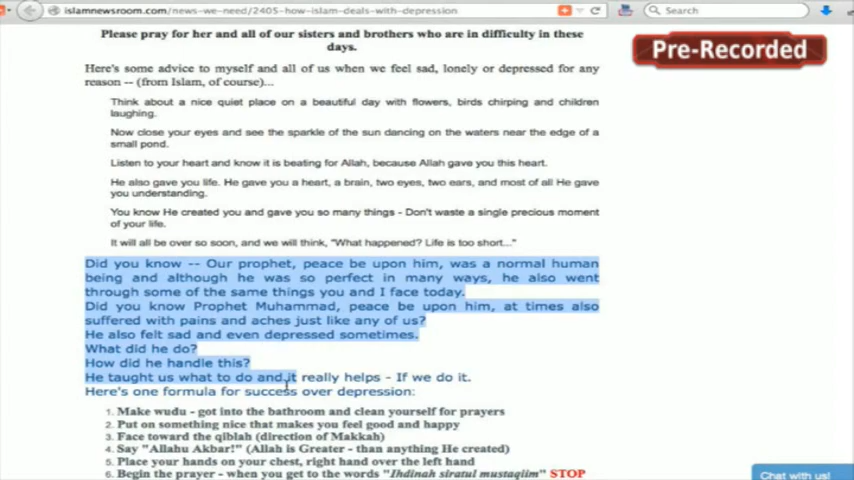 islamnewsroom.com/news-we-need/2405-how-islam-deals-with-depression
Search
Please pray for her and all of our sisters and brothers who are in difficulty in these
days.
Pre-Recorded
Here's some advice to myself and all of us when we feel sad, lonely or depressed for any
reason -- (from Islam, of course)...
Think about a nice quiet place on a beautiful day with flowers, birds chirping and children
laughing.
Now close your eyes and see the sparkle of the sun dancing on the waters near the edge of a
small pond.
Listen to your heart and know it is beating for Allah, because Allah gave you this heart.
He also gave you life. He gave you a heart, a brain, two eyes, two ears, and most of all He gave
you understanding.
You know He created you and gave you so many things - Don't waste a single precious moment
of your life.
It will all be over so soon, and we will think, "What happened? Life is too short..."
Did you know -- Our prophet, peace be upon him, was a normal human
being and although he was so perfect in many ways, he also went
through some of the same things you and I face today.
Did you know Prophet Muhammad, peace be upon him, at times also
suffered with pains and aches just like any of us?
He also felt sad and even depressed sometimes.
What did he do?
How did he handle this?
He taught us what to do and it really helps - If we do it.
Here's one formula for success over depression:
1. Make wudu - got into the bathroom and clean yourself for prayers
2. Put on something nice that makes you feel good and happy
3. Face toward the qiblah (direction of Makkah)
4. Say "Allahu Akbar!" (Allah is Greater - than anything He created)
5. Place your hands on your chest, right hand over the left hand
6. Begin the prayer - when you get to the words "Ihdinah siratul mustaqiim" STOP
Chat with us!